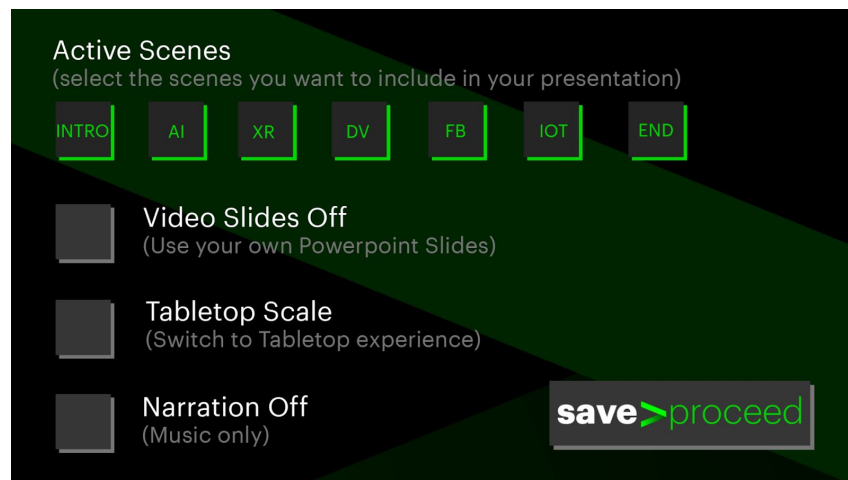 Active Scenes
(select the scenes you want to include in your presentation)
INTRO AI XR DV FB IOT END
Video Slides Off
(Use your own Powerpoint Slides)
Tabletop Scale
(Switch to Tabletop experience)
Narration Off
(Music only)
save>proceed